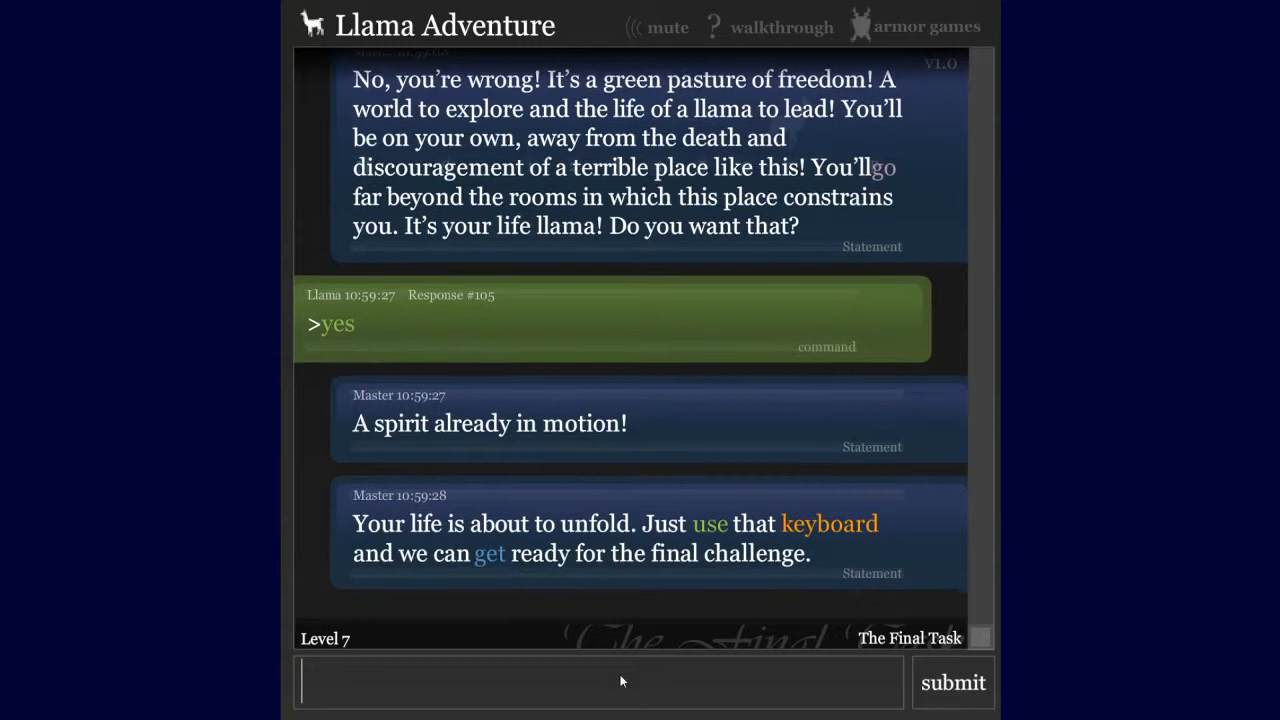 Llama Adventure
mute
? walkthrough
armor games
v1.0
No, you're wrong! It's a green pasture of freedom! A
world to explore and the life of a llama to lead! You'll
be on your own, away from the death and
discouragement of a terrible place like this! You'll go
far beyond the rooms in which this place constrains
you. It's your life llama! Do you want that?
Statement
Llama 10:59:27 Response #105
>yes
command
Master 10:59:27
A spirit already in motion!
Statement
Master 10:59:28
Your life is about to unfold. Just use that keyboard
and we can get ready for the final challenge.
Statement
The Final Task
Level 7
The Final Task
submit